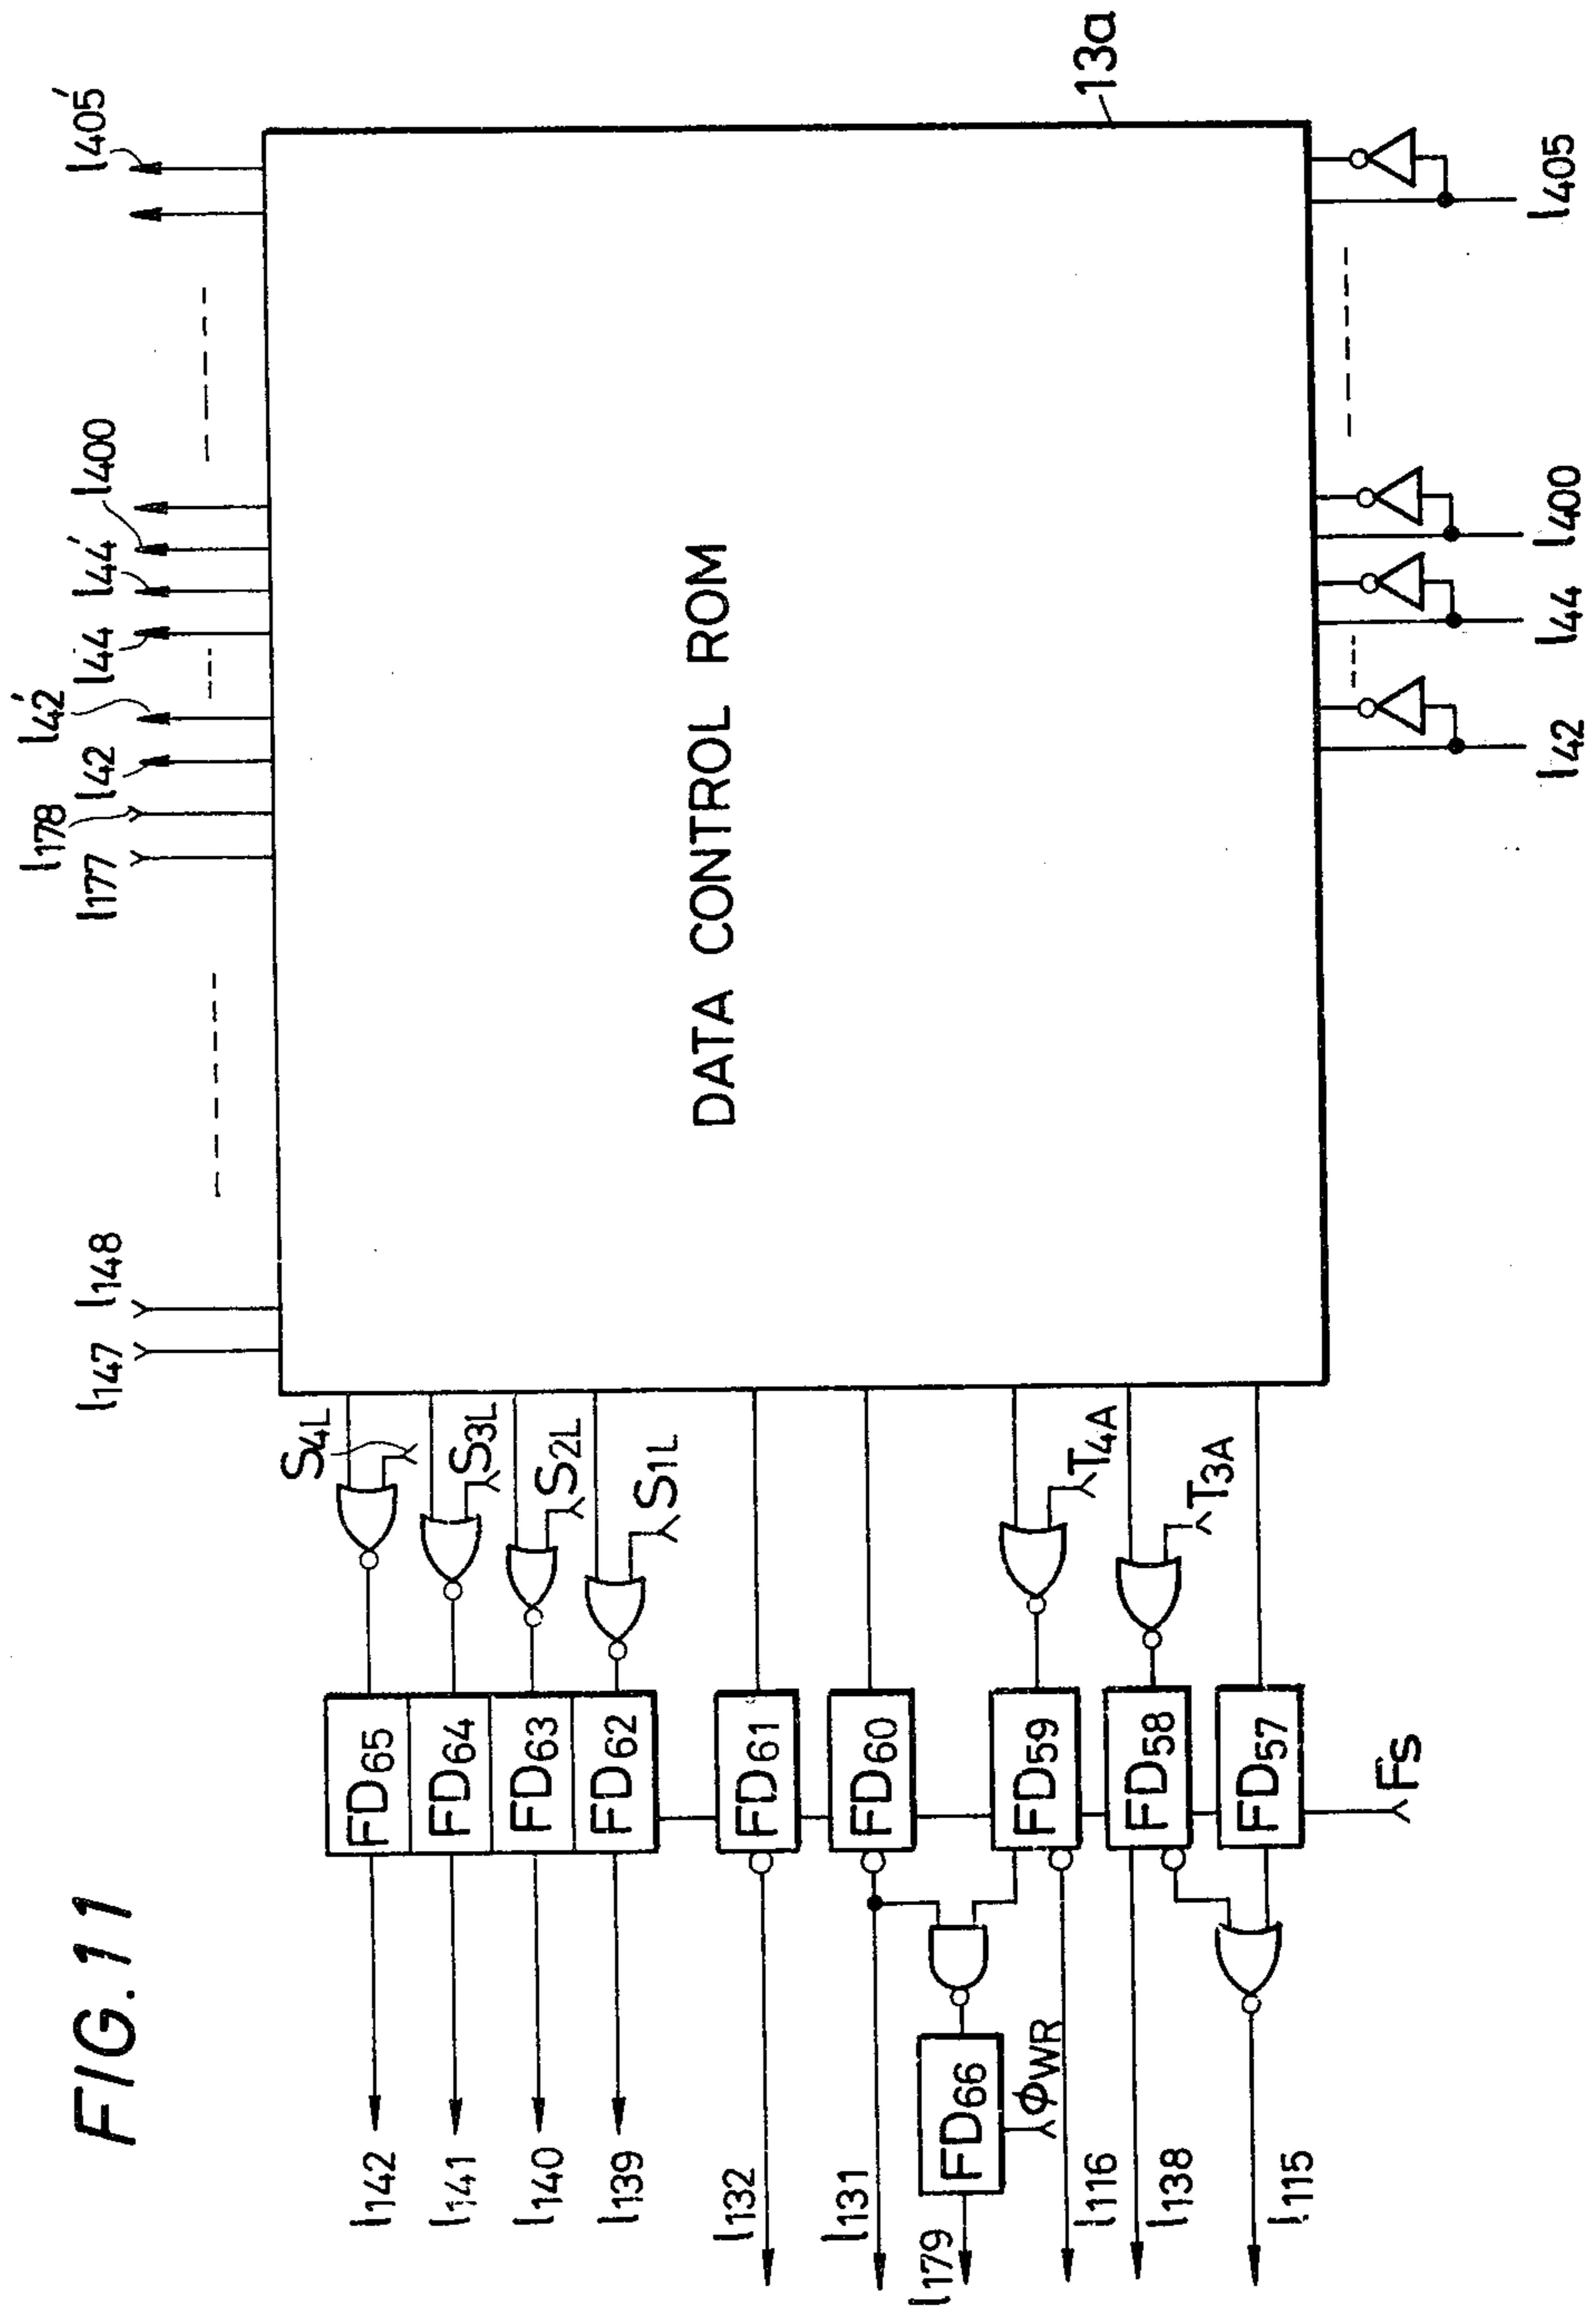 FIG. 11
l142
l141
l140
l139
l132
l131
l179
l116
l138
l115
FD65
FD64
FD63
FD62
FD61
FD60
FD59
FD58
FD57
FD66
ΦWR
Fs
S4L
S3L
S2L
S1L
T4A
T3A
l147
l148
l177
l178
l42
l42'
l44
l44'
l400
l405'
DATA CONTROL ROM
13a
l42
l44
l400
l405